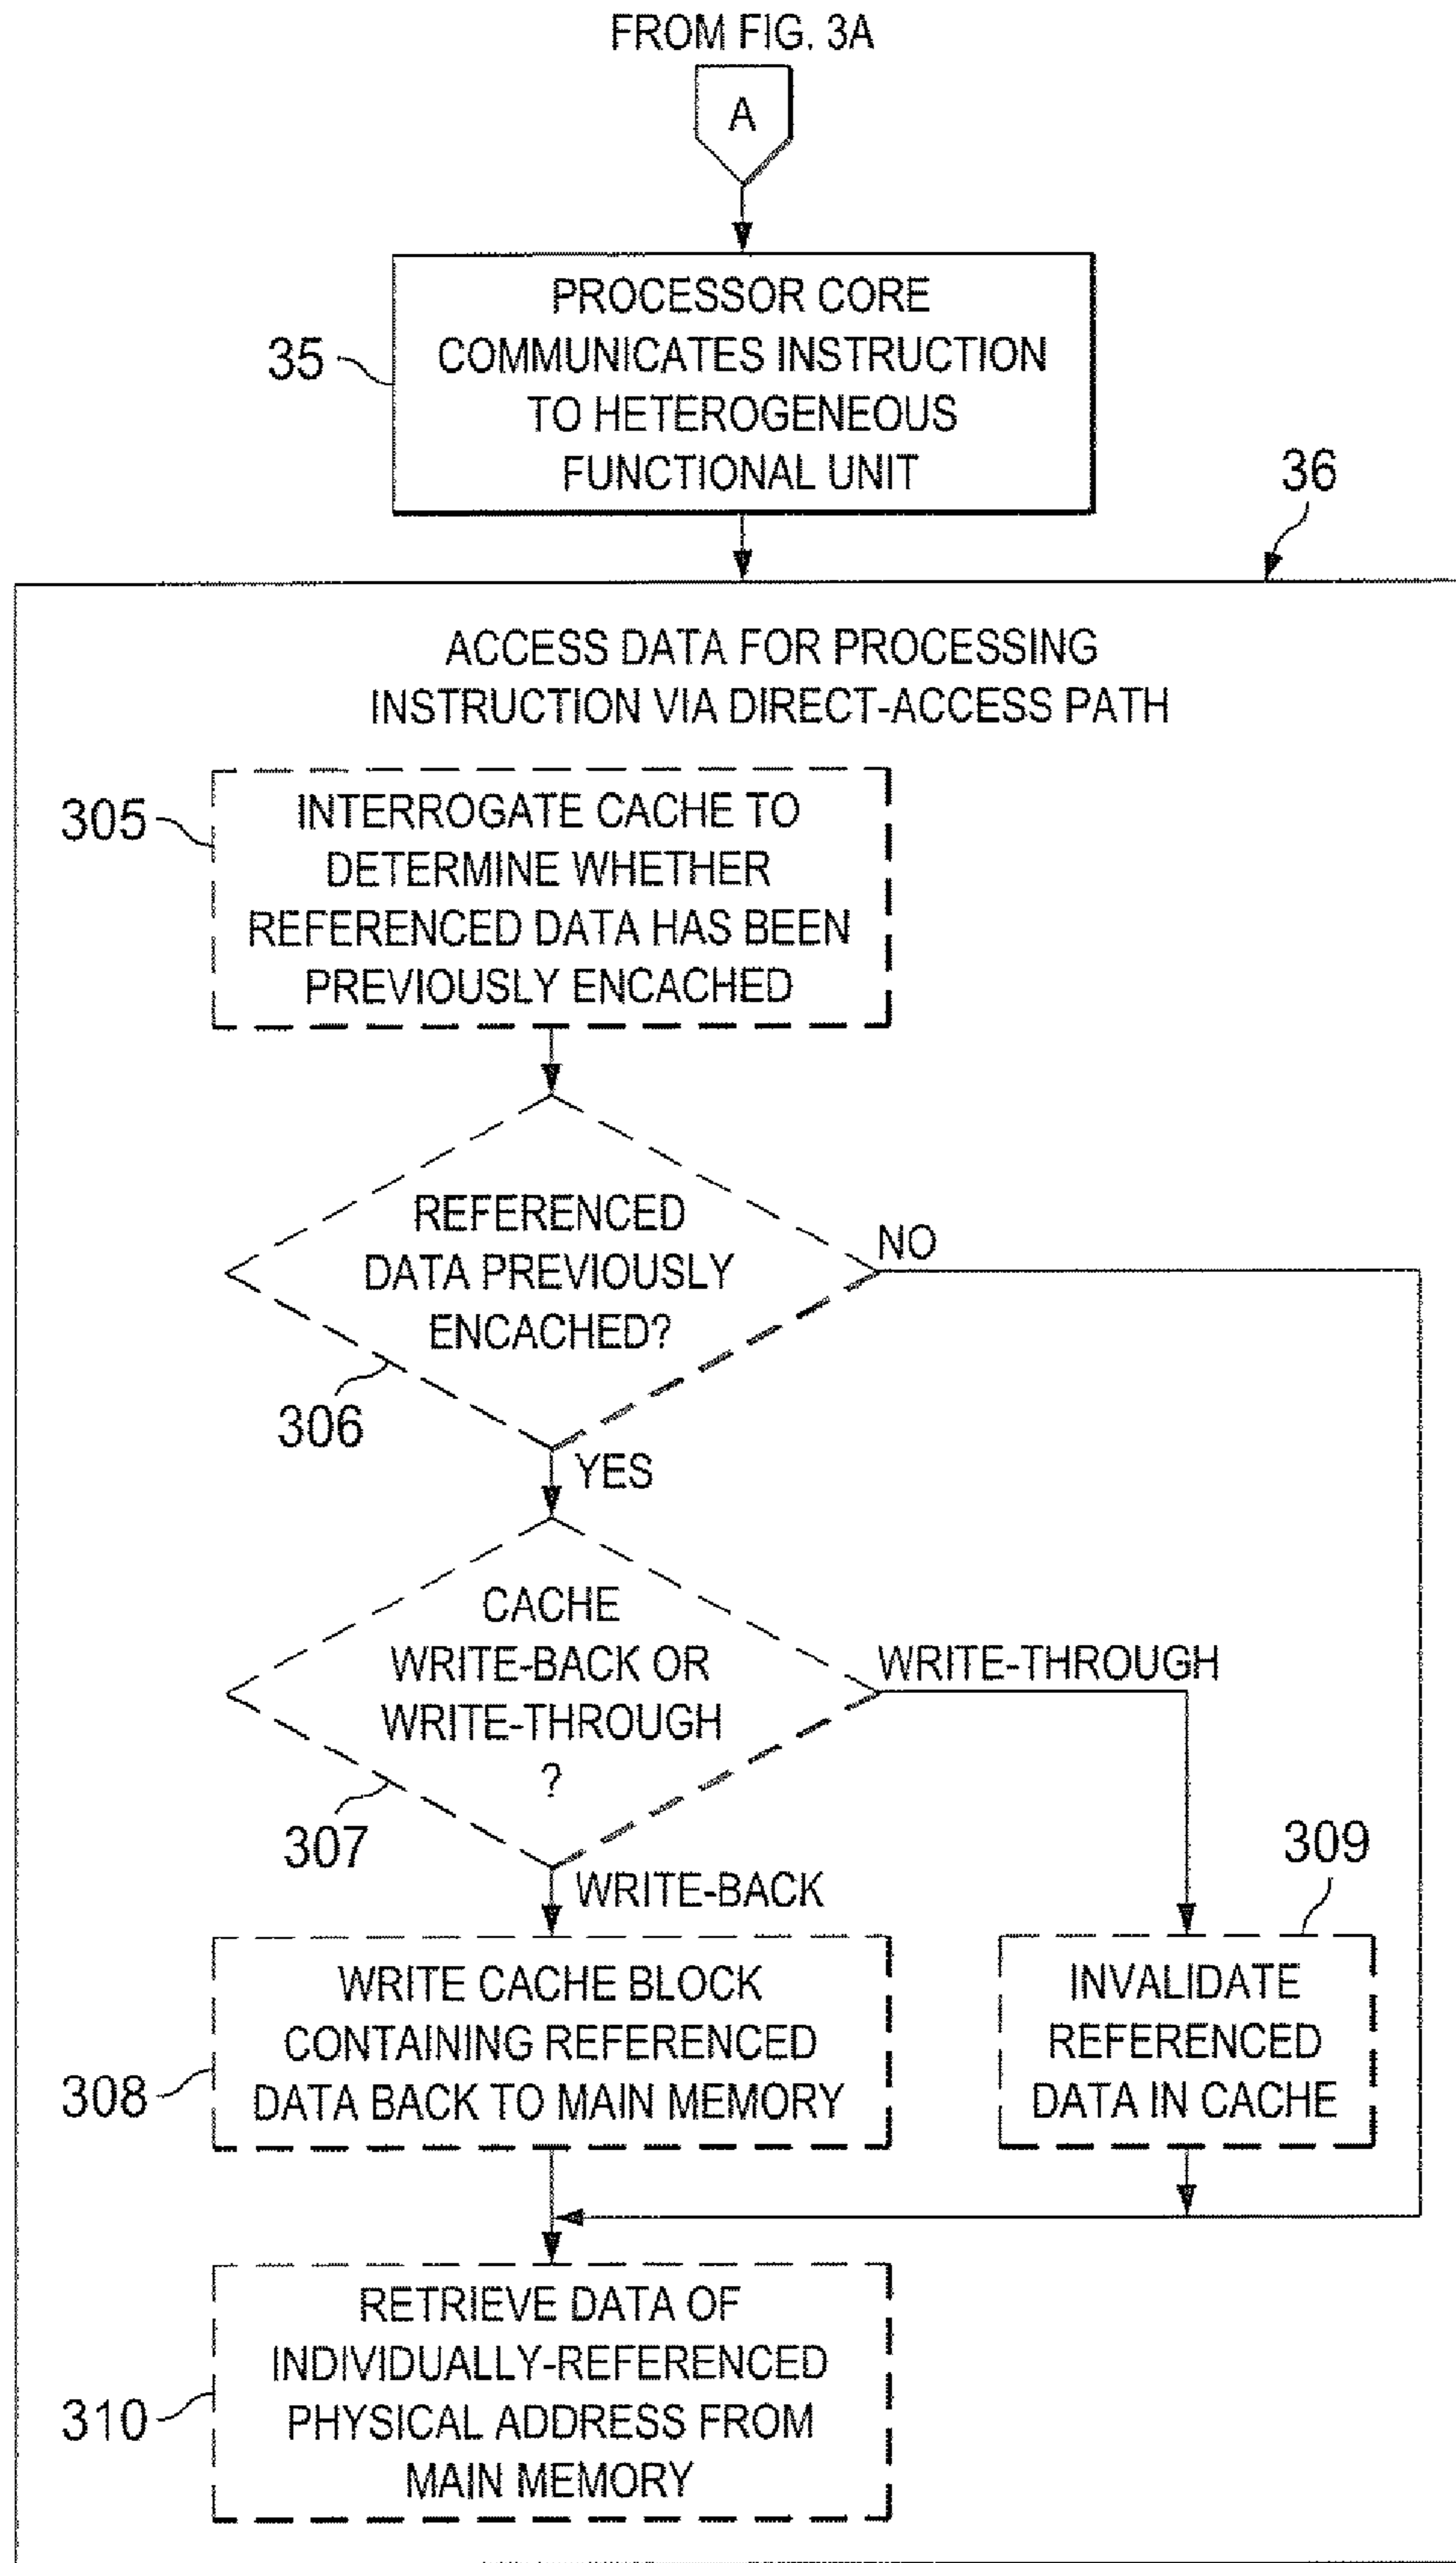 FROM FIG. 3A
A
PROCESSOR CORE
COMMUNICATES INSTRUCTION
TO HETEROGENEOUS
FUNCTIONAL UNIT
35
36
ACCESS DATA FOR PROCESSING
INSTRUCTION VIA DIRECT-ACCESS PATH
305
INTERROGATE CACHE TO
DETERMINE WHETHER
REFERENCED DATA HAS BEEN
PREVIOUSLY ENCACHED
REFERENCED
DATA PREVIOUSLY
ENCACHED?
NO
306
YES
CACHE
WRITE-BACK OR
WRITE-THROUGH
?
WRITE-THROUGH
307
WRITE-BACK
309
WRITE CACHE BLOCK
CONTAINING REFERENCED
DATA BACK TO MAIN MEMORY
308
INVALIDATE
REFERENCED
DATA IN CACHE
RETRIEVE DATA OF
INDIVIDUALLY-REFERENCED
PHYSICAL ADDRESS FROM
MAIN MEMORY
310